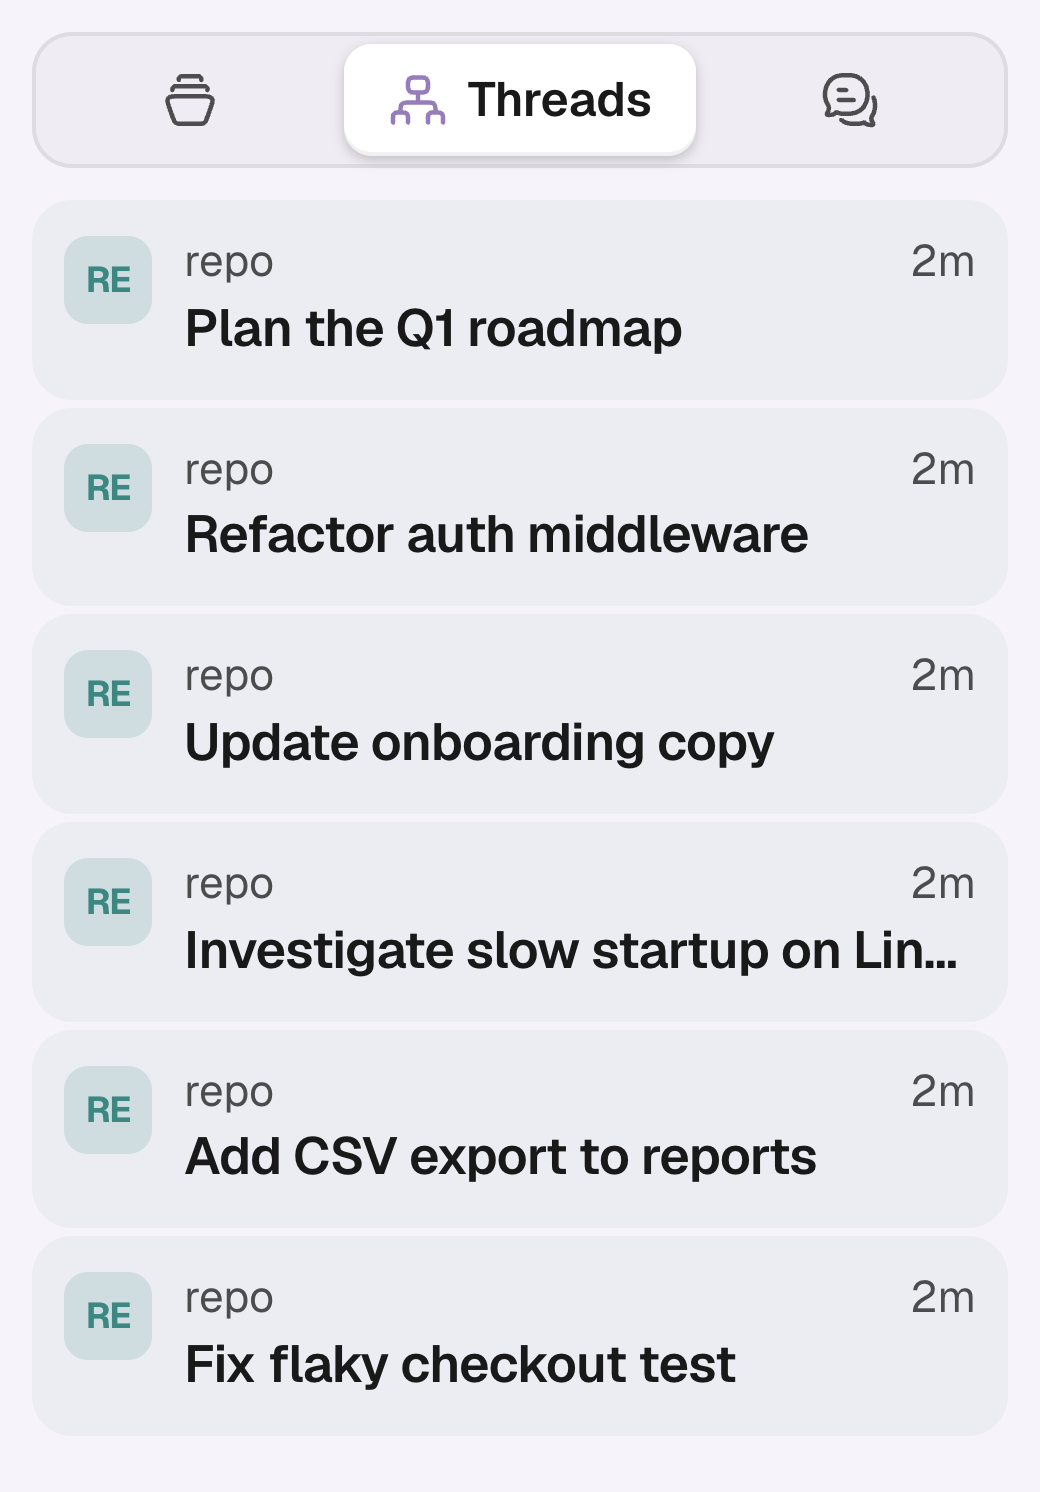 Threads
RE
repo
2m
Plan the Q1 roadmap
RE
repo
2m
Refactor auth middleware
RE
repo
2m
Update onboarding copy
RE
repo
2m
Investigate slow startup on Lin...
RE
repo
2m
Add CSV export to reports
RE
repo
2m
Fix flaky checkout test